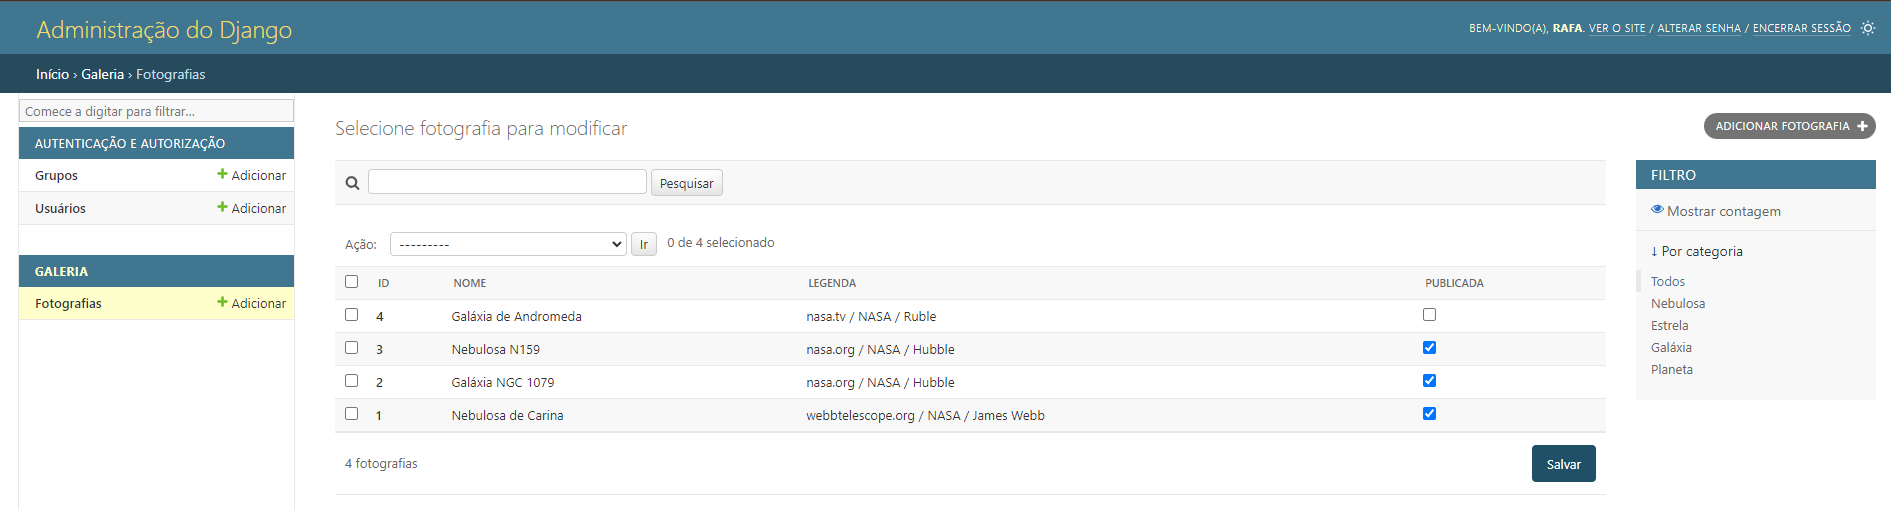 Administração do Django
BEM-VINDO(A), RAFA. VER O SITE / ALTERAR SENHA / ENCERRAR SESSÃO
Início › Galeria › Fotografias
Comece a digitar para filtrar...
AUTENTICAÇÃO E AUTORIZAÇÃO
Grupos + Adicionar
Usuários + Adicionar
GALERIA
Fotografias + Adicionar
Selecione fotografia para modificar
ADICIONAR FOTOGRAFIA +
Pesquisar
Ação: --------- Ir 0 de 4 selecionado
ID NOME LEGENDA PUBLICADA
4 Galáxia de Andromeda nasa.tv / NASA / Ruble
3 Nebulosa N159 nasa.org / NASA / Hubble
2 Galáxia NGC 1079 nasa.org / NASA / Hubble
1 Nebulosa de Carina webbtelescope.org / NASA / James Webb
4 fotografias
Salvar
FILTRO
Mostrar contagem
↓ Por categoria
Todos
Nebulosa
Estrela
Galáxia
Planeta